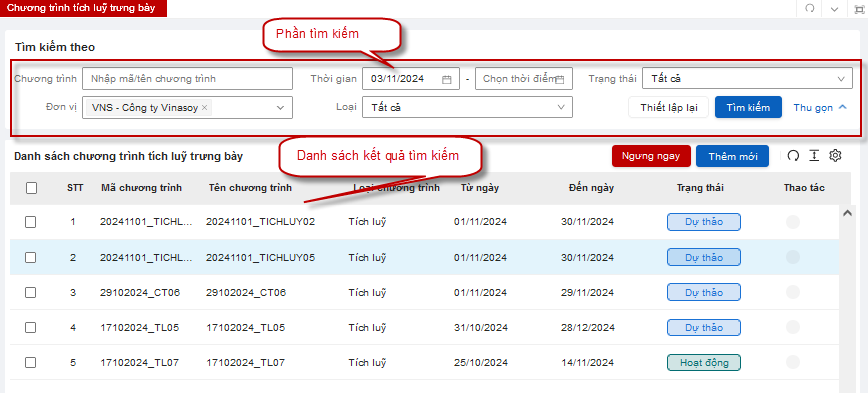 Chương trình tích luỹ trưng bày
Phần tìm kiếm
Tìm kiếm theo
Chương trình Nhập mã/tên chương trình Thời gian 03/11/2024 - Chọn thời điểm Trạng thái Tất cả
Đơn vị VNS - Công ty Vinasoy × Loại Tất cả Thiết lập lại Tìm kiếm Thu gọn
Danh sách chương trình tích luỹ trưng bày Danh sách kết quả tìm kiếm Ngưng ngay Thêm mới
STT Mã chương trình Tên chương trình Loại chương trình Từ ngày Đến ngày Trạng thái Thao tác
1 20241101_TICHL... 20241101_TICHLUY02 Tích luỹ 01/11/2024 30/11/2024 Dự thảo
2 20241101_TICHL... 20241101_TICHLUY05 Tích luỹ 01/11/2024 30/11/2024 Dự thảo
3 29102024_CT06 29102024_CT06 Tích luỹ 01/11/2024 29/11/2024 Dự thảo
4 17102024_TL05 17102024_TL05 Tích luỹ 31/10/2024 28/12/2024 Dự thảo
5 17102024_TL07 17102024_TL07 Tích luỹ 25/10/2024 14/11/2024 Hoạt động